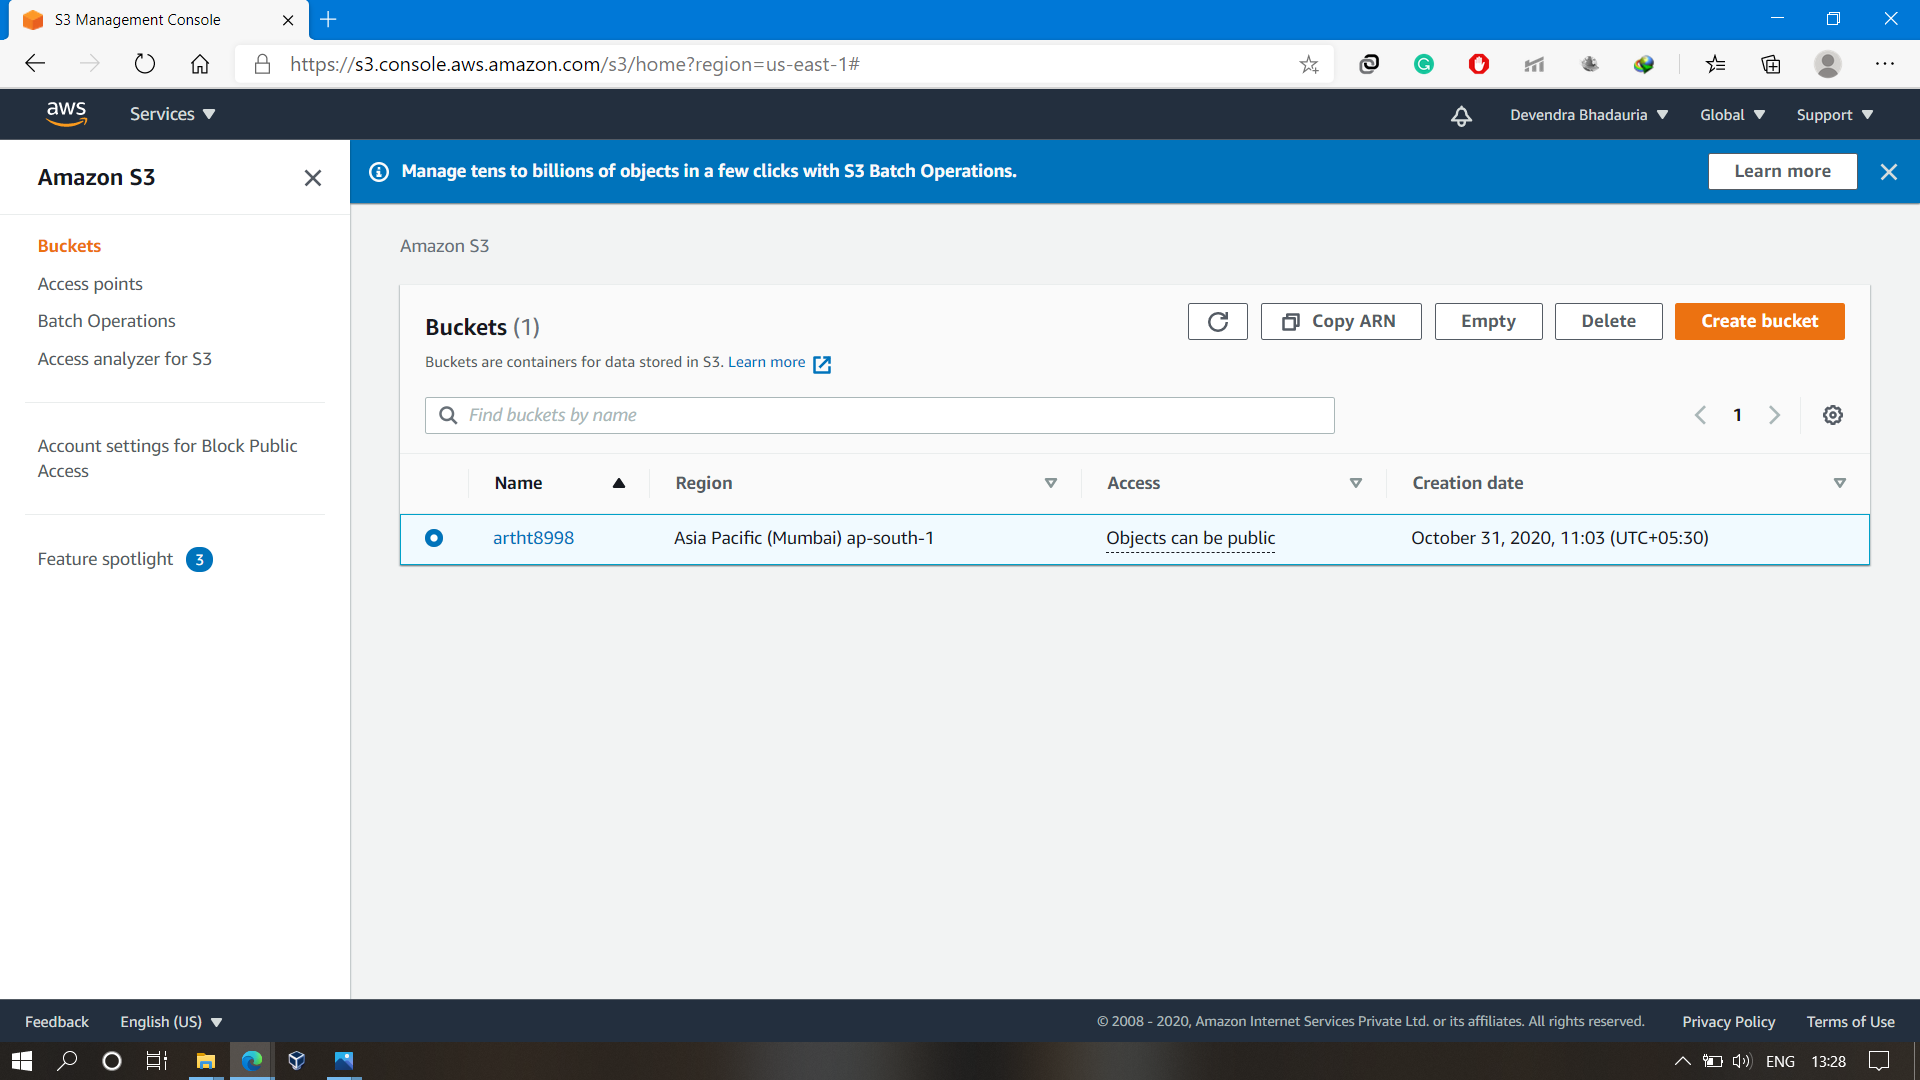 S3 Management Console
https://s3.console.aws.amazon.com/s3/home?region=us-east-1#
aws Services Devendra Bhadauria Global Support
Amazon S3
Manage tens to billions of objects in a few clicks with S3 Batch Operations. Learn more
Buckets
Access points
Batch Operations
Access analyzer for S3
Account settings for Block Public
Access
Feature spotlight 3
Amazon S3
Buckets (1) Copy ARN Empty Delete Create bucket
Buckets are containers for data stored in S3. Learn more
Find buckets by name 1
Name Region Access Creation date
artht8998 Asia Pacific (Mumbai) ap-south-1 Objects can be public October 31, 2020, 11:03 (UTC+05:30)
Feedback English (US) © 2008 - 2020, Amazon Internet Services Private Ltd. or its affiliates. All rights reserved. Privacy Policy Terms of Use
ENG 13:28